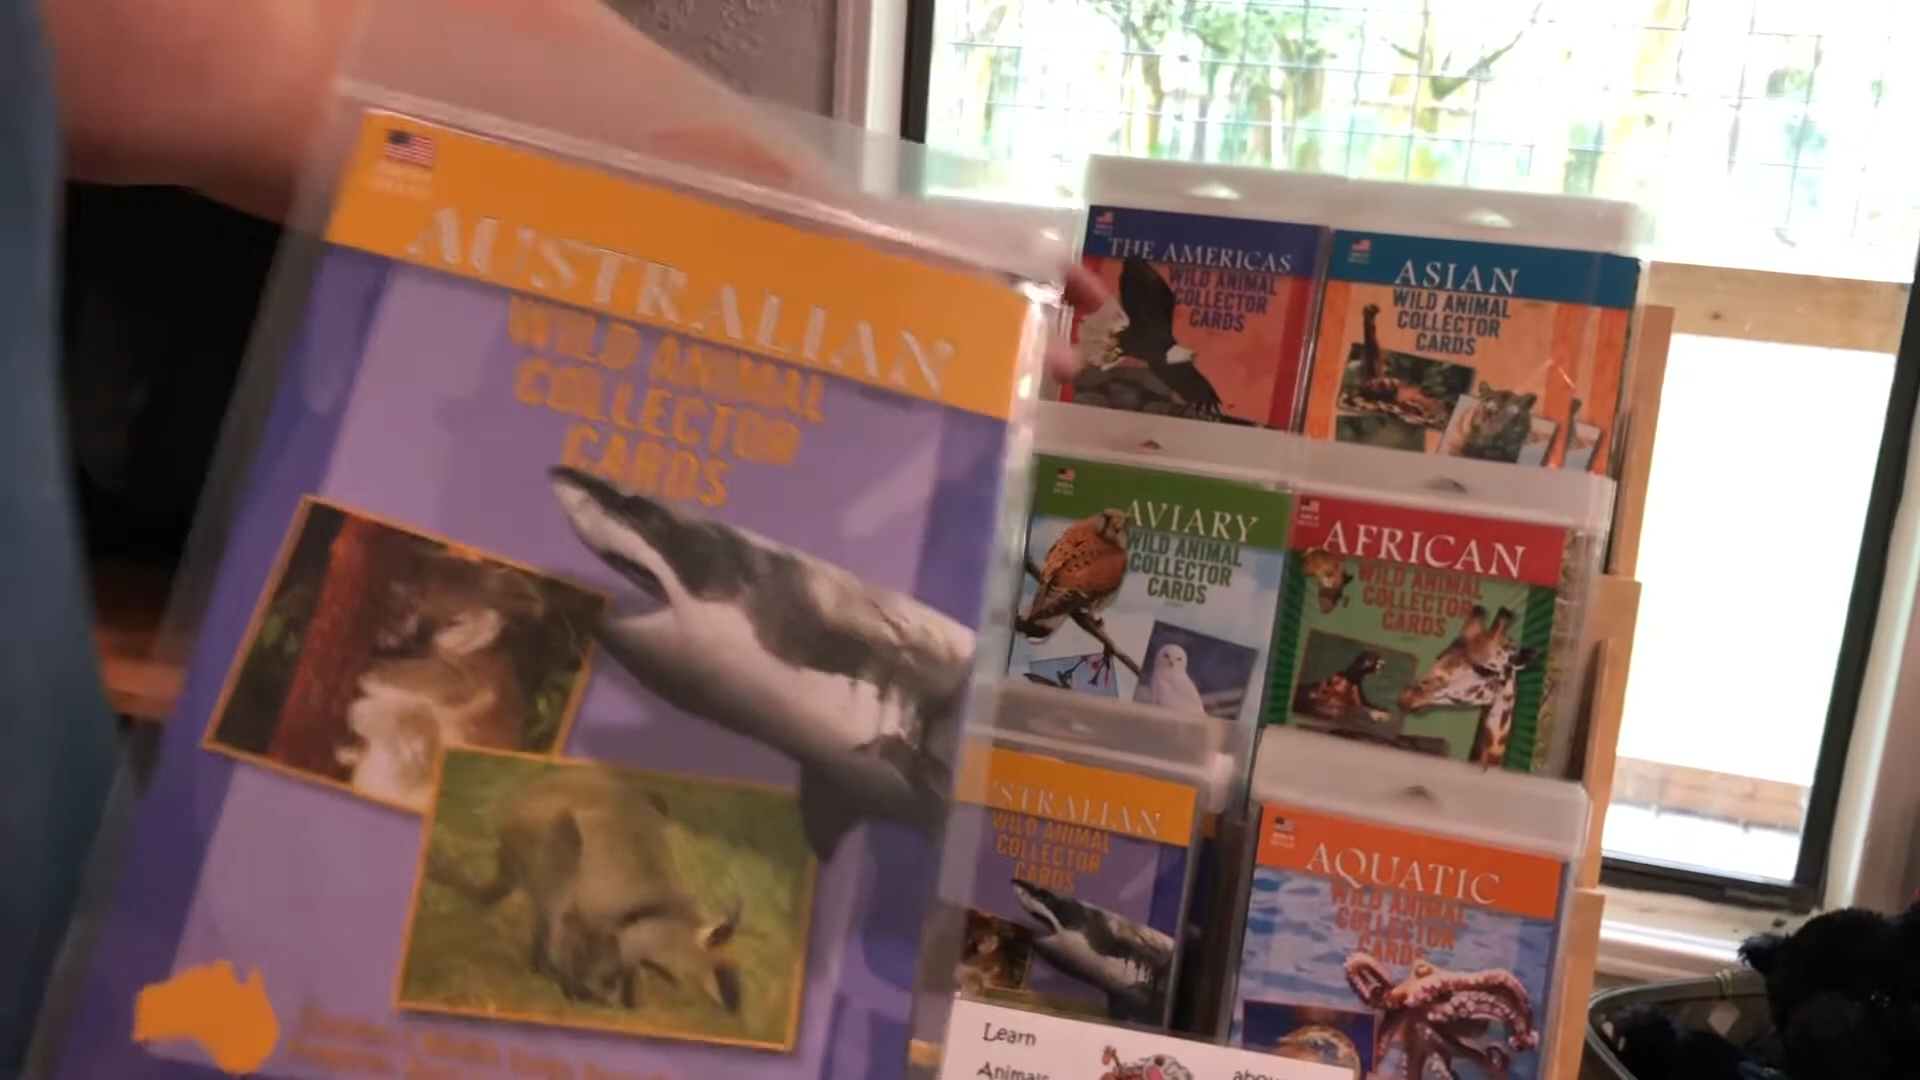 AUSTRALIAN
WILD ANIMAL
COLLECTOR
CARDS
THE AMERICAS
WILD ANIMAL
COLLECTOR
CARDS
ASIAN
WILD ANIMAL
COLLECTOR
CARDS
AVIARY
WILD ANIMAL
COLLECTOR
CARDS
AFRICAN
WILD ANIMAL
COLLECTOR
CARDS
STRALIAN
WILD ANIMAL
COLLECTOR
CARDS
AQUATIC
WILD ANIMAL
COLLECTOR
CARDS
Learn
Animals